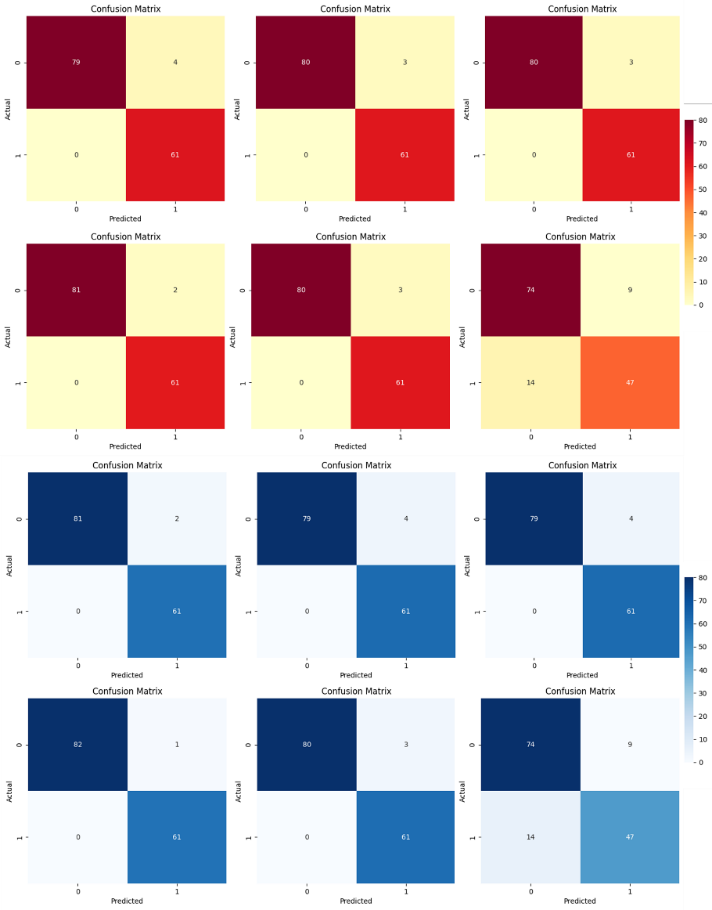 Confusion Matrix Confusion Matrix Confusion Matrix
0 79 4 0 80 3 0 80 3
Actual Actual Actual
1 0 61 1 0 61 1 0 61
0 1 0 1 0 1
Predicted Predicted Predicted
80
70
60
50
40
30
20
10
0
Confusion Matrix Confusion Matrix Confusion Matrix
0 81 2 0 80 3 0 74 9
Actual Actual Actual
1 0 61 1 0 61 1 14 47
0 1 0 1 0 1
Predicted Predicted Predicted
Confusion Matrix Confusion Matrix Confusion Matrix
0 81 2 0 79 4 0 79 4
Actual Actual Actual
1 0 61 1 0 61 1 0 61
0 1 0 1 0 1
Predicted Predicted Predicted
80
70
60
50
40
30
20
10
0
Confusion Matrix Confusion Matrix Confusion Matrix
0 82 1 0 80 3 0 74 9
Actual Actual Actual
1 0 61 1 0 61 1 14 47
0 1 0 1 0 1
Predicted Predicted Predicted